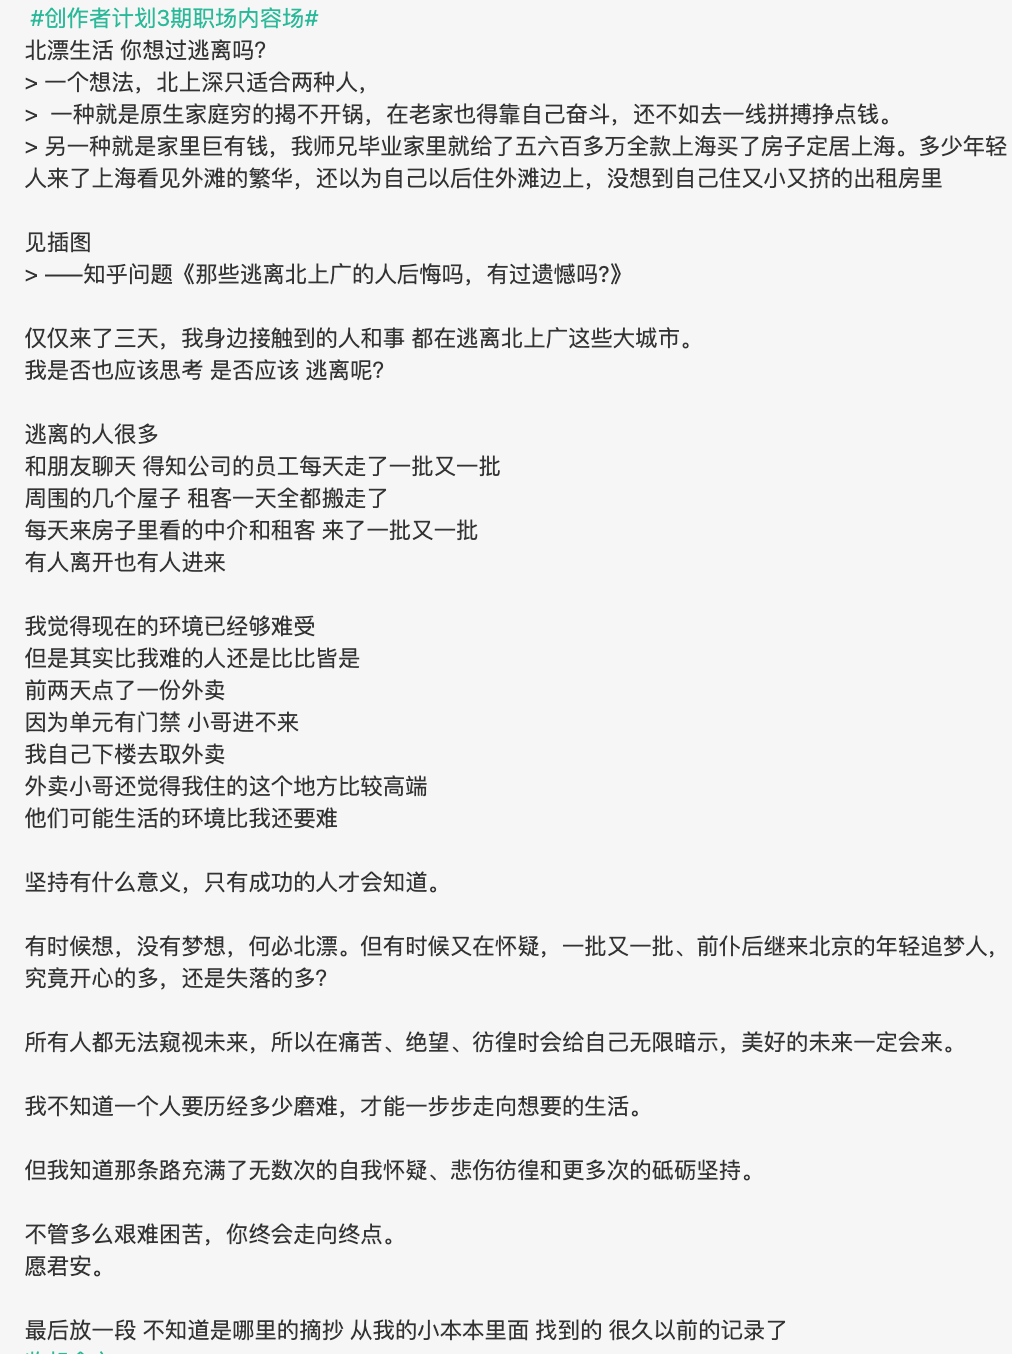 #创作者计划3期职场内容场#
北漂生活 你想过逃离吗?
> 一个想法，北上深只适合两种人，
>  一种就是原生家庭穷的揭不开锅，在老家也得靠自己奋斗，还不如去一线拼搏挣点钱。
> 另一种就是家里巨有钱，我师兄毕业家里就给了五六百多万全款上海买了房子定居上海。多少年轻
人来了上海看见外滩的繁华，还以为自己以后住外滩边上，没想到自己住又小又挤的出租房里
见插图
> ——知乎问题《那些逃离北上广的人后悔吗，有过遗憾吗?》
仅仅来了三天，我身边接触到的人和事 都在逃离北上广这些大城市。
我是否也应该思考 是否应该 逃离呢?
逃离的人很多
和朋友聊天 得知公司的员工每天走了一批又一批
周围的几个屋子 租客一天全都搬走了
每天来房子里看的中介和租客 来了一批又一批
有人离开也有人进来
我觉得现在的环境已经够难受
但是其实比我难的人还是比比皆是
前两天点了一份外卖
因为单元有门禁 小哥进不来
我自己下楼去取外卖
外卖小哥还觉得我住的这个地方比较高端
他们可能生活的环境比我还要难
坚持有什么意义，只有成功的人才会知道。
有时候想，没有梦想，何必北漂。但有时候又在怀疑，一批又一批、前仆后继来北京的年轻追梦人，
究竟开心的多，还是失落的多?
所有人都无法窥视未来，所以在痛苦、绝望、彷徨时会给自己无限暗示，美好的未来一定会来。
我不知道一个人要历经多少磨难，才能一步步走向想要的生活。
但我知道那条路充满了无数次的自我怀疑、悲伤彷徨和更多次的砥砺坚持。
不管多么艰难困苦，你终会走向终点。
愿君安。
最后放一段 不知道是哪里的摘抄 从我的小本本里面 找到的 很久以前的记录了